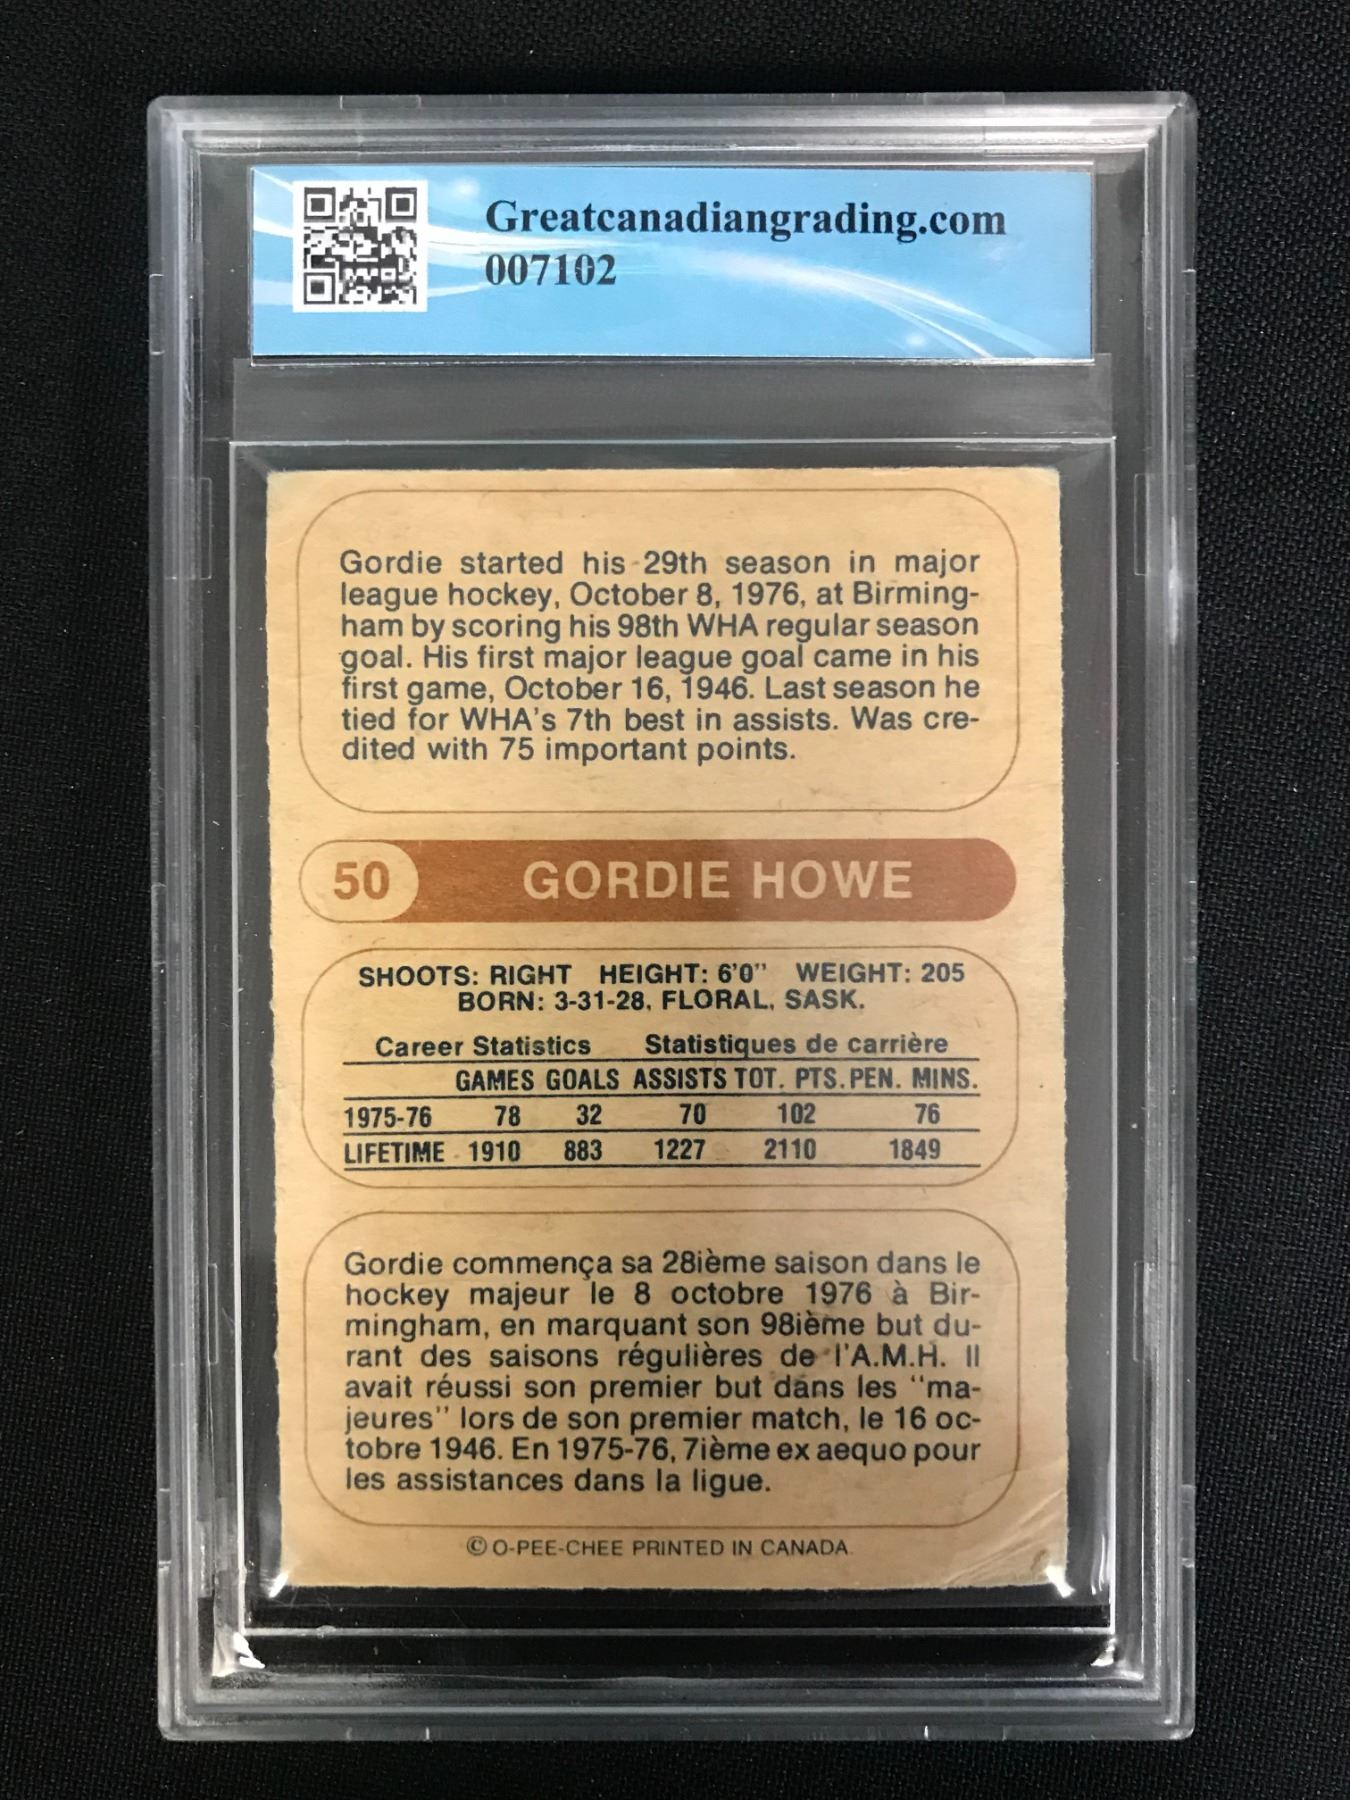 Greatcanadiangrading.com
007102
Gordie started his 29th season in major
league hockey, October 8, 1976, at Birming-
ham by scoring his 98th WHA regular season
goal. His first major league goal came in his
first game, October 16, 1946. Last season he
tied for WHA's 7th best in assists. Was cre-
dited with 75 important points.
50 GORDIE HOWE
SHOOTS: RIGHT HEIGHT: 6'0" WEIGHT: 205
BORN: 3-31-28, FLORAL, SASK.
Career Statistics Statistiques de carrière
GAMES GOALS ASSISTS TOT. PTS. PEN. MINS.
1975-76 78 32 70 102 76
LIFETIME 1910 883 1227 2110 1849
Gordie commença sa 28ième saison dans le
hockey majeur le 8 octobre 1976 à Bir-
mingham, en marquant son 98ième but du-
rant des saisons régulières de l'A.M.H. Il
avait réussi son premier but dans les "ma-
jeures" lors de son premier match, le 16 oc-
tobre 1946. En 1975-76, 7ième ex aequo pour
les assistances dans la ligue.
© O-PEE-CHEE PRINTED IN CANADA.